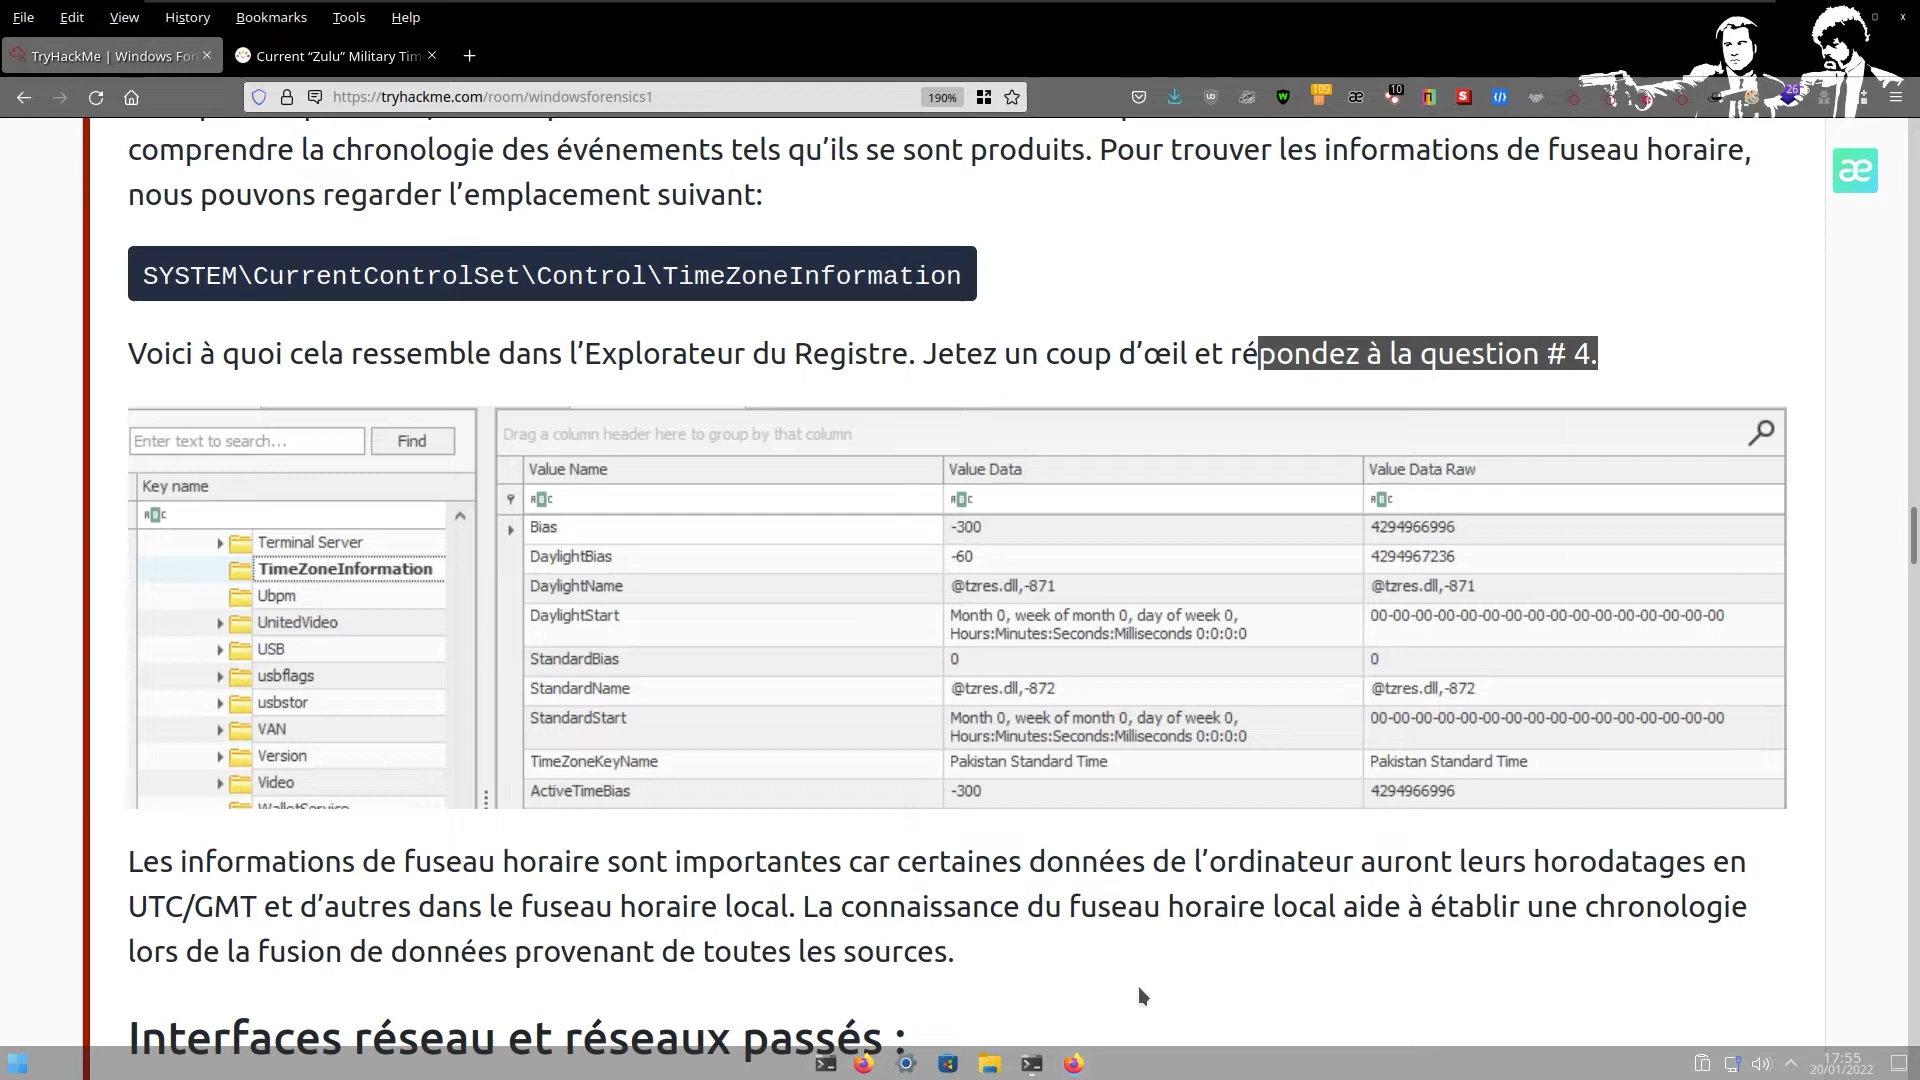 File Edit View History Bookmarks Tools Help
TryHackMe | Windows For
Current “Zulu” Military Tim
https://tryhackme.com/room/windowsforensics1
190%
109
10
26
comprendre la chronologie des événements tels qu’ils se sont produits. Pour trouver les informations de fuseau horaire,
nous pouvons regarder l’emplacement suivant:
SYSTEM\CurrentControlSet\Control\TimeZoneInformation
Voici à quoi cela ressemble dans l’Explorateur du Registre. Jetez un coup d’œil et répondez à la question # 4.
Enter text to search... Find
Drag a column header here to group by that column
Key name
Terminal Server
TimeZoneInformation
Ubpm
UnitedVideo
USB
usbflags
usbstor
VAN
Version
Video
WalletService
Value Name Value Data Value Data Raw
Bias -300 4294966996
DaylightBias -60 4294967236
DaylightName @tzres.dll,-871 @tzres.dll,-871
DaylightStart Month 0, week of month 0, day of week 0, 00-00-00-00-00-00-00-00-00-00-00-00-00-00-00-00
Hours:Minutes:Seconds:Milliseconds 0:0:0:0
StandardBias 0 0
StandardName @tzres.dll,-872 @tzres.dll,-872
StandardStart Month 0, week of month 0, day of week 0, 00-00-00-00-00-00-00-00-00-00-00-00-00-00-00-00
Hours:Minutes:Seconds:Milliseconds 0:0:0:0
TimeZoneKeyName Pakistan Standard Time Pakistan Standard Time
ActiveTimeBias -300 4294966996
Les informations de fuseau horaire sont importantes car certaines données de l’ordinateur auront leurs horodatages en
UTC/GMT et d’autres dans le fuseau horaire local. La connaissance du fuseau horaire local aide à établir une chronologie
lors de la fusion de données provenant de toutes les sources.
Interfaces réseau et réseaux passés :
17:55
20/01/2022